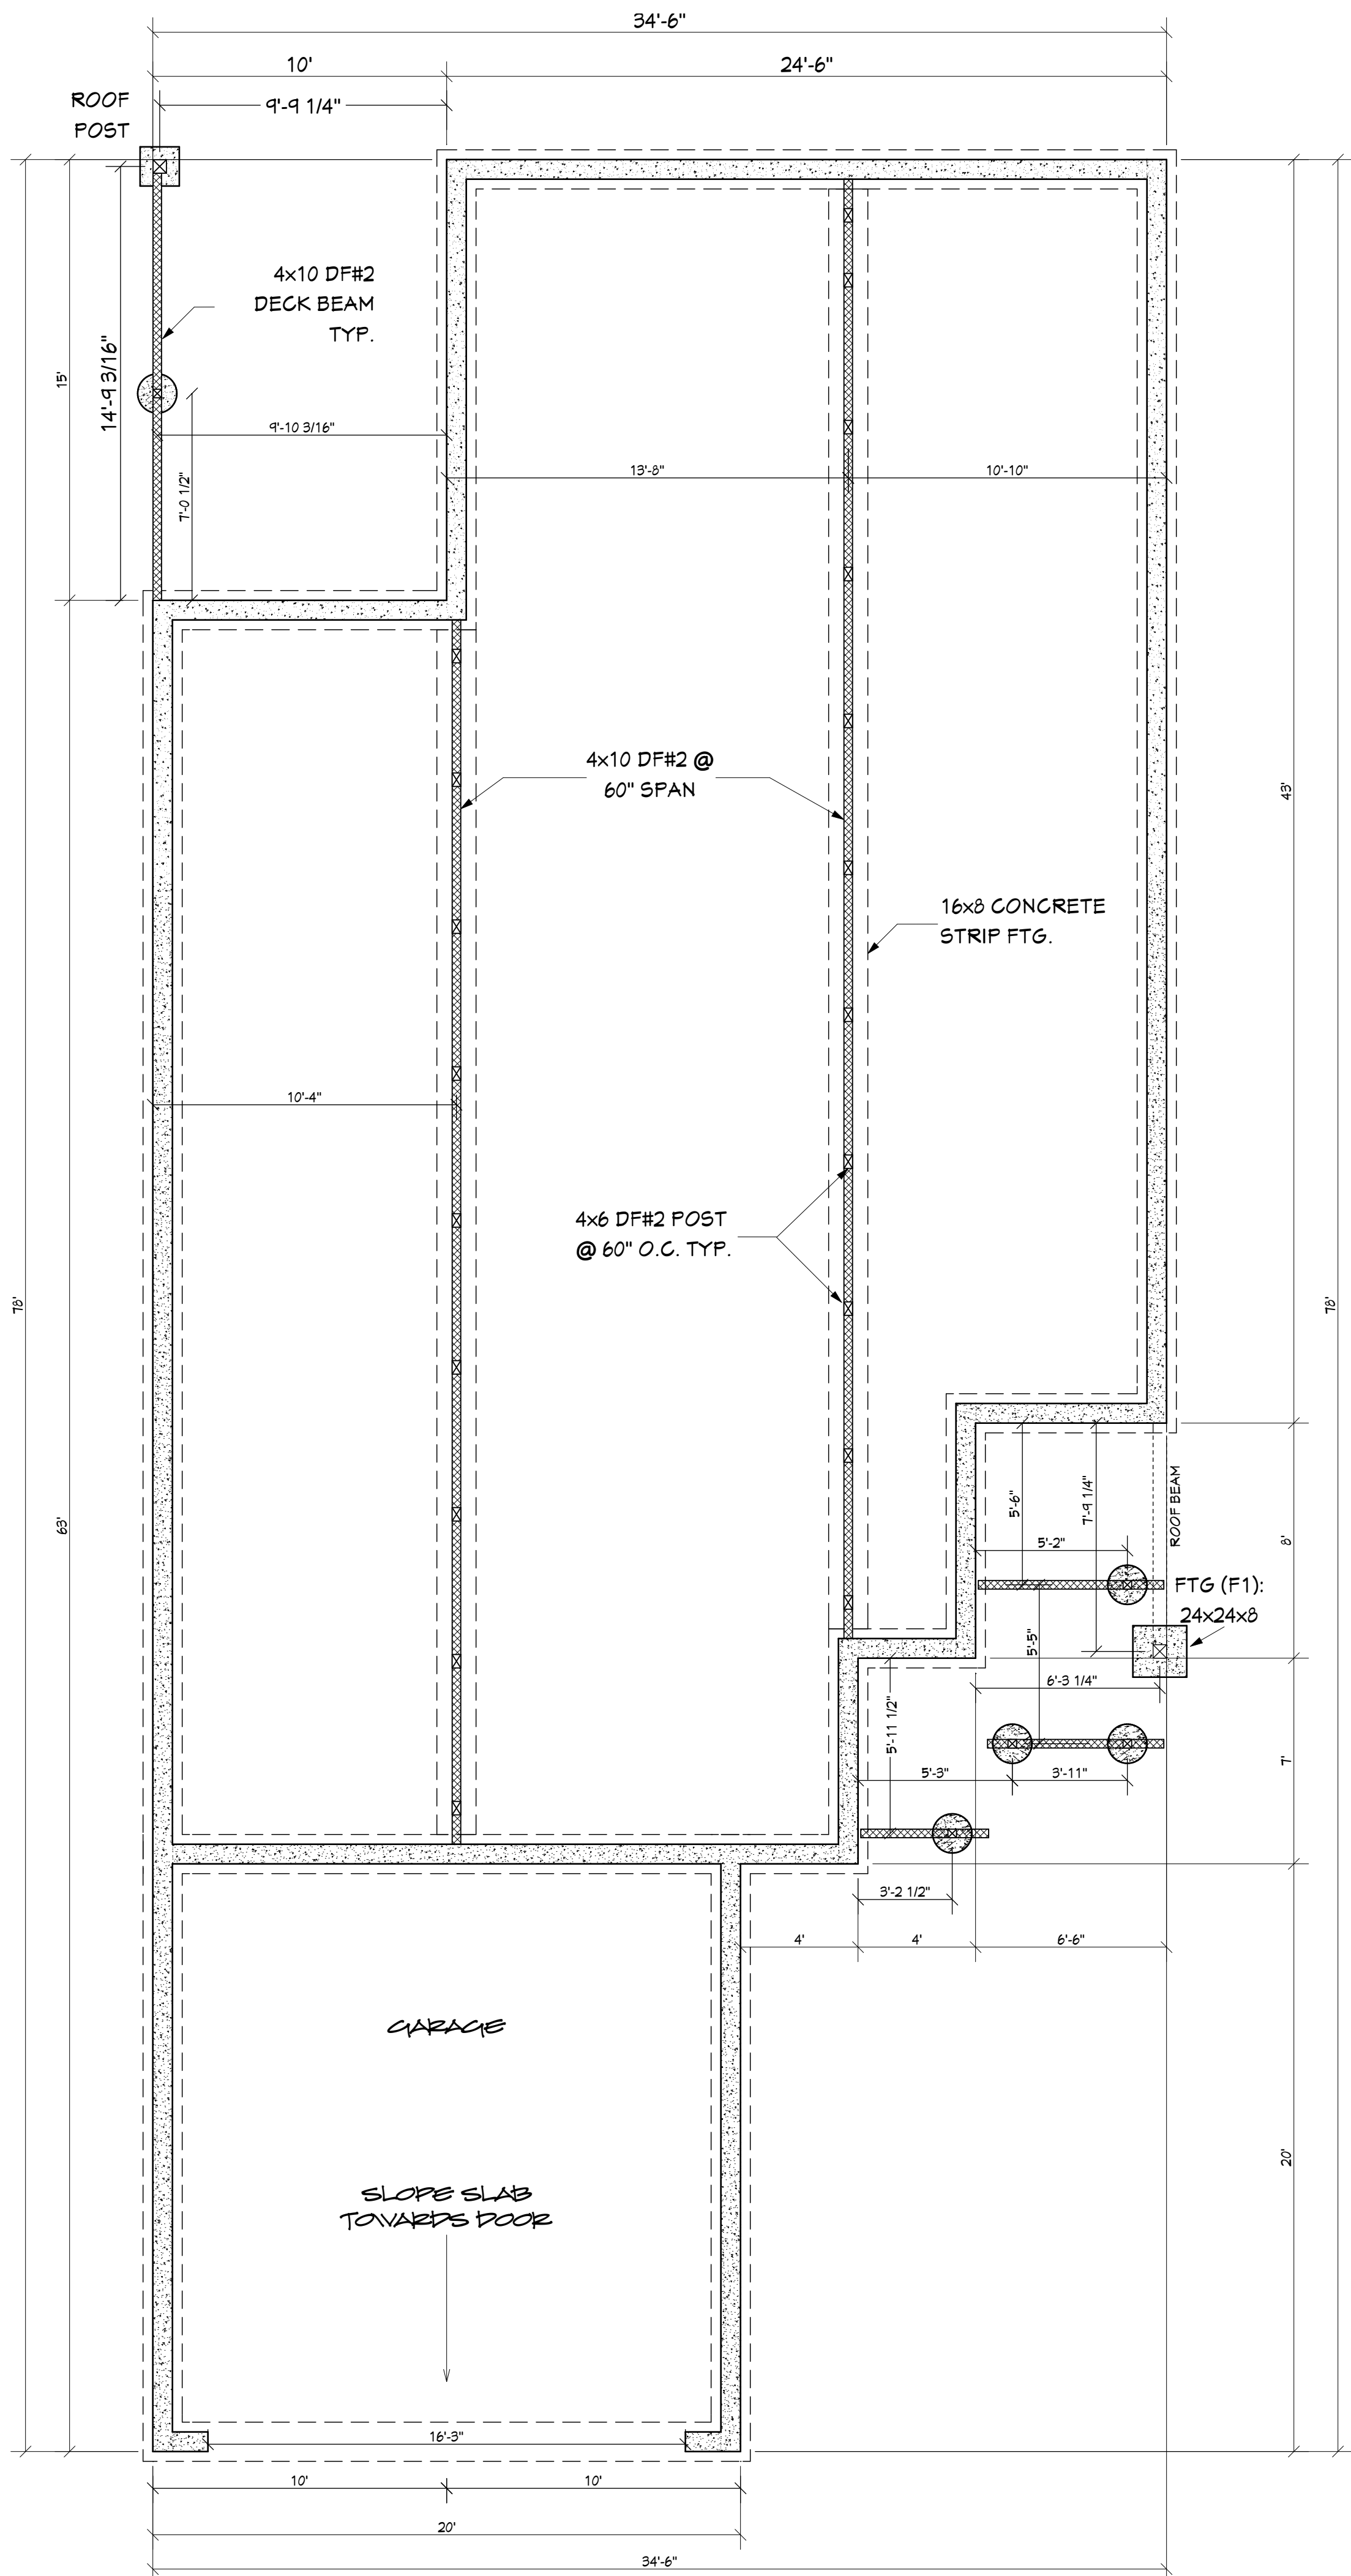 34'-6"
10'
24'-6"
ROOF
POST
9'-9 1/4"
4x10 DF#2
DECK BEAM
TYP.
15'
14'-9 3/16"
9'-10 3/16"
7'-0 1/2"
13'-8"
10'-10"
4x10 DF#2 @
60" SPAN
43'
16x8 CONCRETE
STRIP FTG.
10'-4"
4x6 DF#2 POST
@ 60" O.C. TYP.
78'
78'
63'
5'-6"
7'-9 1/4"
ROOF BEAM
8'
5'-2"
FTG (F1):
24x24x8
5'-5"
6'-3 1/4"
5'-11 1/2"
7'
5'-3"
3'-11"
3'-2 1/2"
4'
4'
6'-6"
GARAGE
20'
SLOPE SLAB
TOWARDS DOOR
16'-3"
10'
10'
20'
34'-6"